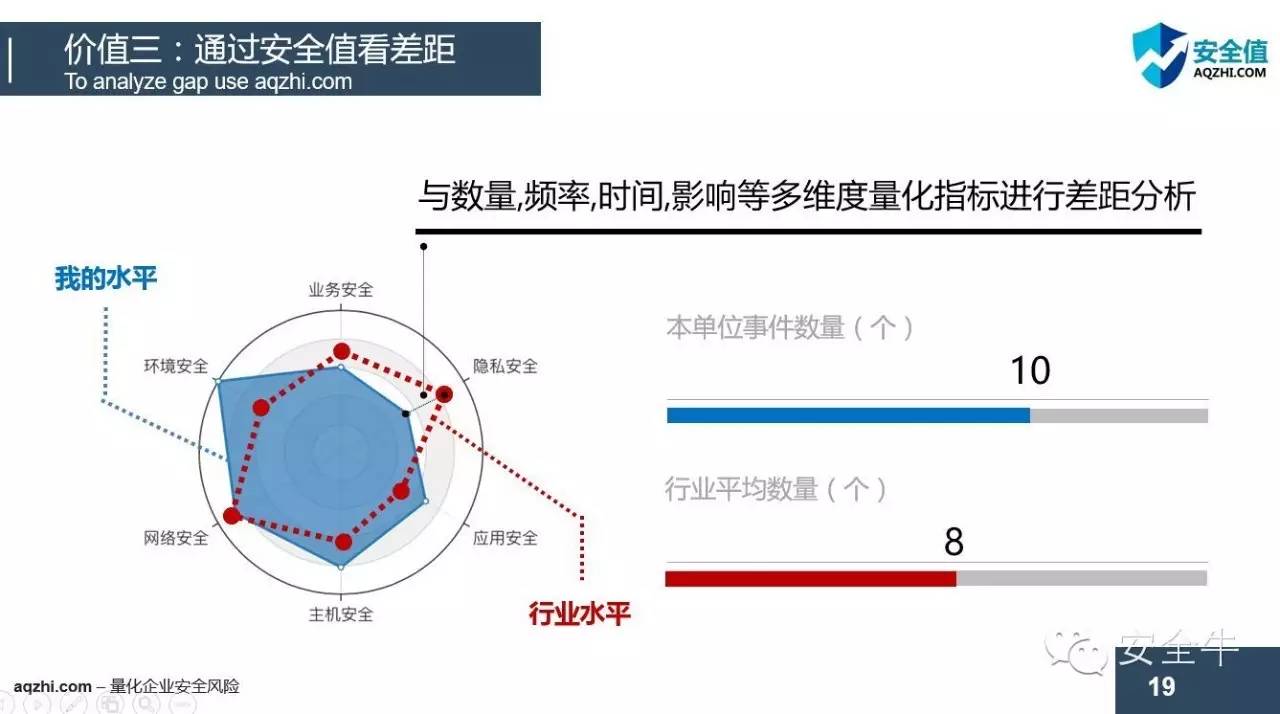 价值三：通过安全值看差距
To analyze gap use aqzhi.com
安全值
AQZHI.COM
与数量,频率,时间,影响等多维度量化指标进行差距分析
我的水平
业务安全
环境安全
隐私安全
网络安全
应用安全
主机安全
行业水平
本单位事件数量（个）
10
行业平均数量（个）
8
安全牛
aqzhi.com – 量化企业安全风险
19